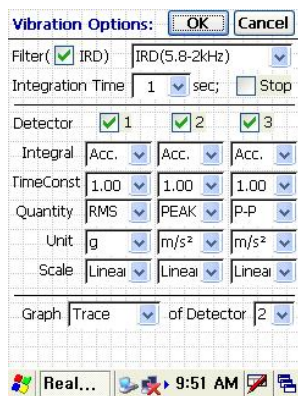 Vibration Options: OK Cancel
Filter( IRD) IRD(5.8-2kHz)
Integration Time 1 sec; Stop
Detector 1 2 3
Integral Acc. Acc. Acc.
TimeConst 1.00 1.00 1.00
Quantity RMS PEAK P-P
Unit g m/s² m/s²
Scale Linear Linear Linear
Graph Trace of Detector 2
Real... 9:51 AM